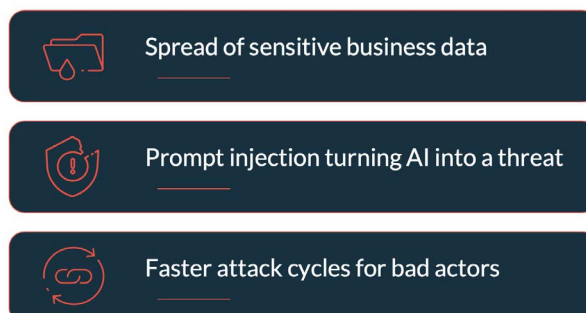 Spread of sensitive business data
Prompt injection turning AI into a threat
Faster attack cycles for bad actors